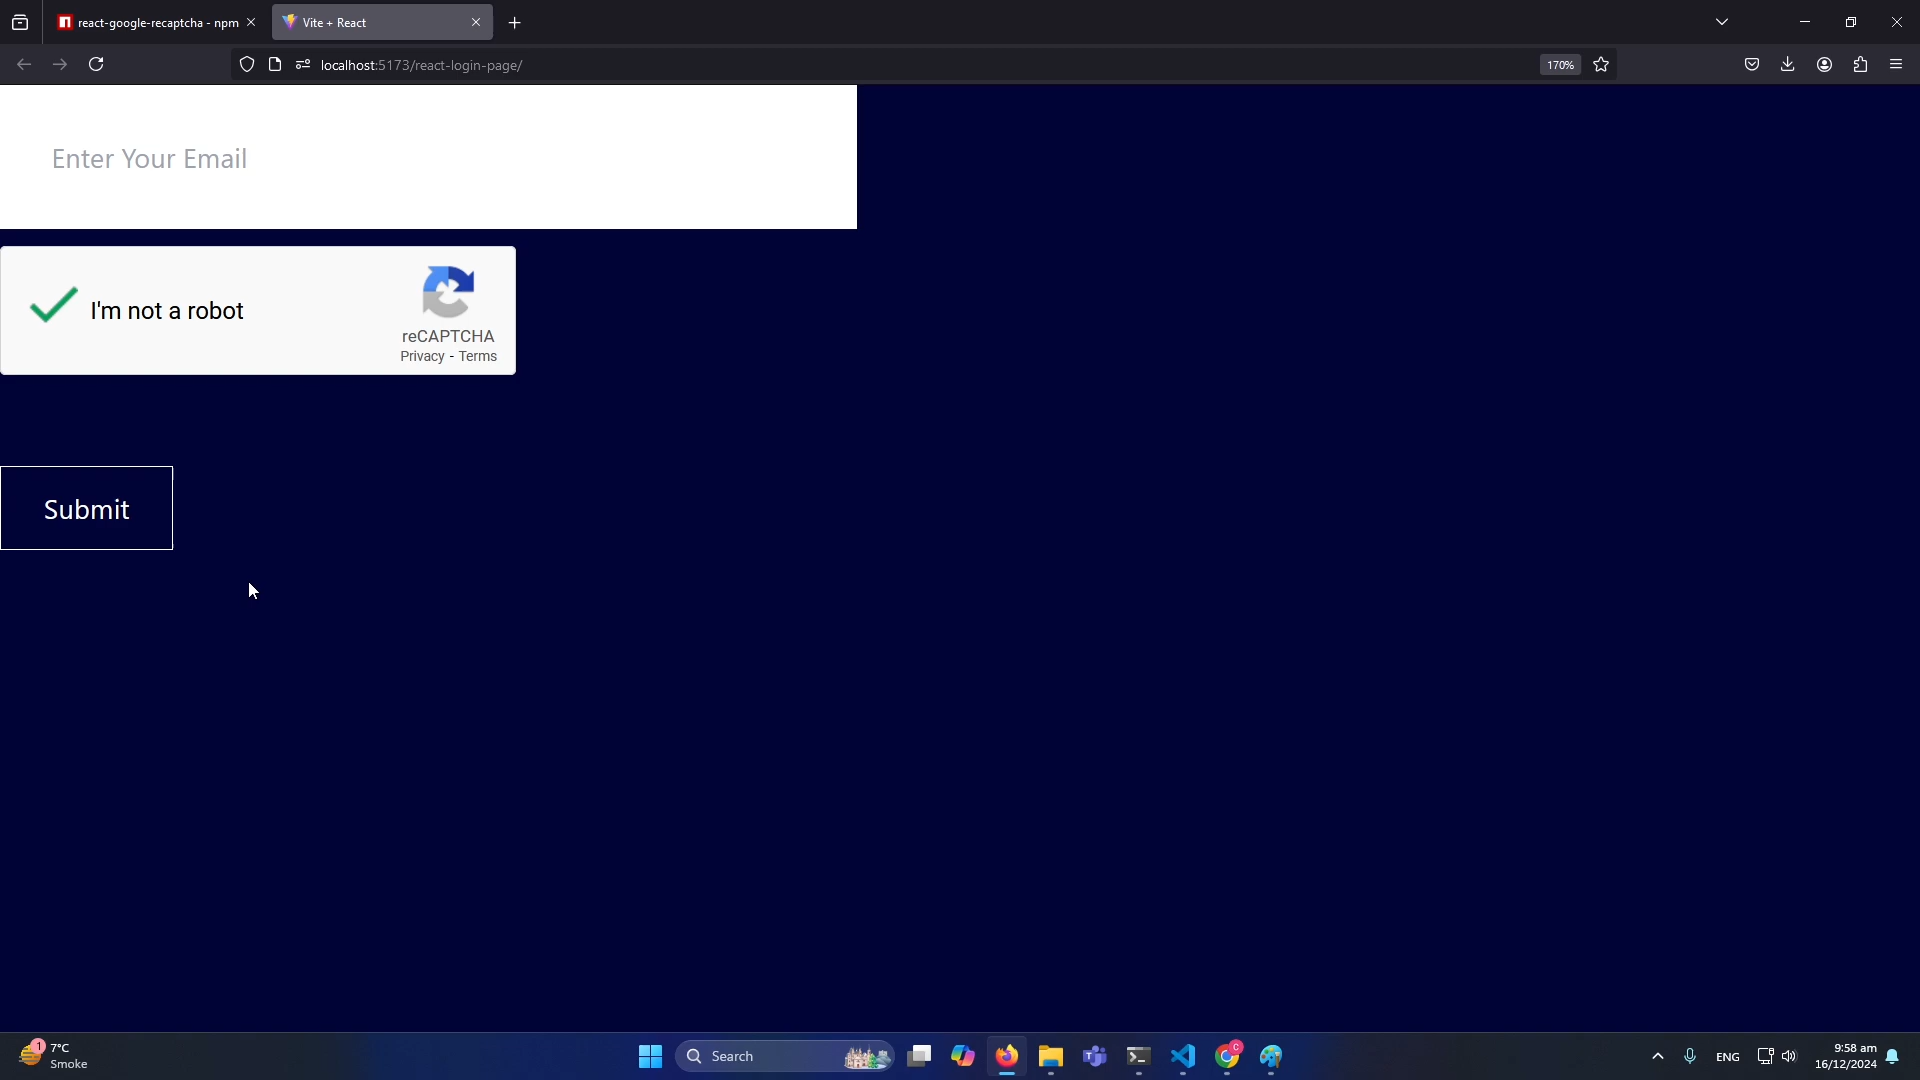 react-google-recaptcha - npm
Vite + React
localhost:5173/react-login-page/
170%
Enter Your Email
I'm not a robot
reCAPTCHA
Privacy - Terms
Submit
1
7°C
Smoke
Search
C
ENG
9:58 am
16/12/2024